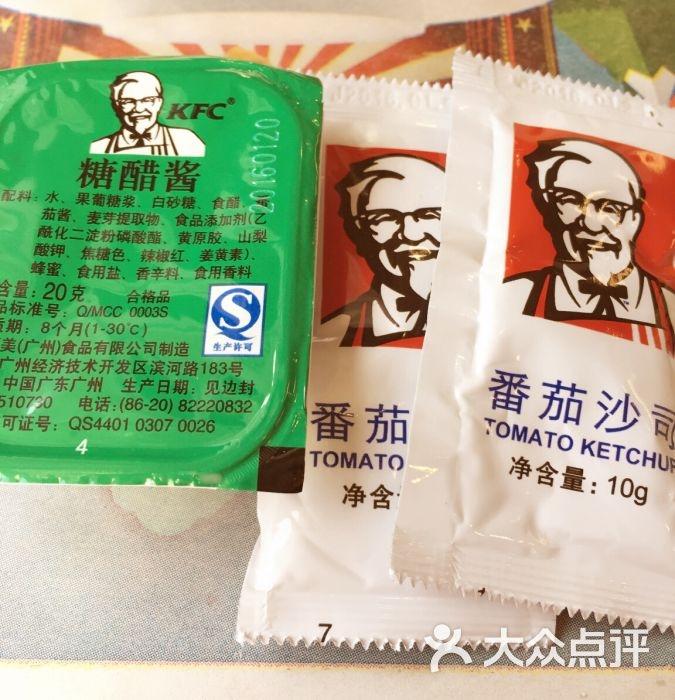 KFC®
20160120
糖醋酱
配料：水、果葡糖浆、白砂糖、食醋、
茄酱、麦芽提取物、食品添加剂(乙
酰化二淀粉磷酸酯、黄原胶、山梨
酸钾、焦糖色、辣椒红、姜黄素)、
蜂蜜、食用盐、香辛料、食用香料
含量：20克 合格品
品标准号：Q/MCC 0003S
质期：8个月(1-30℃)
美(广州)食品有限公司制造
广州经济技术开发区滨河路183号
中国广东广州 生产日期：见边封
510730 电话：(86-20) 82220832
可证号：QS4401 0307 0026
生产许可
4
番茄
TOMATO
净含
7
番茄沙司
TOMATO KETCHUP
净含量：10g
大众点评